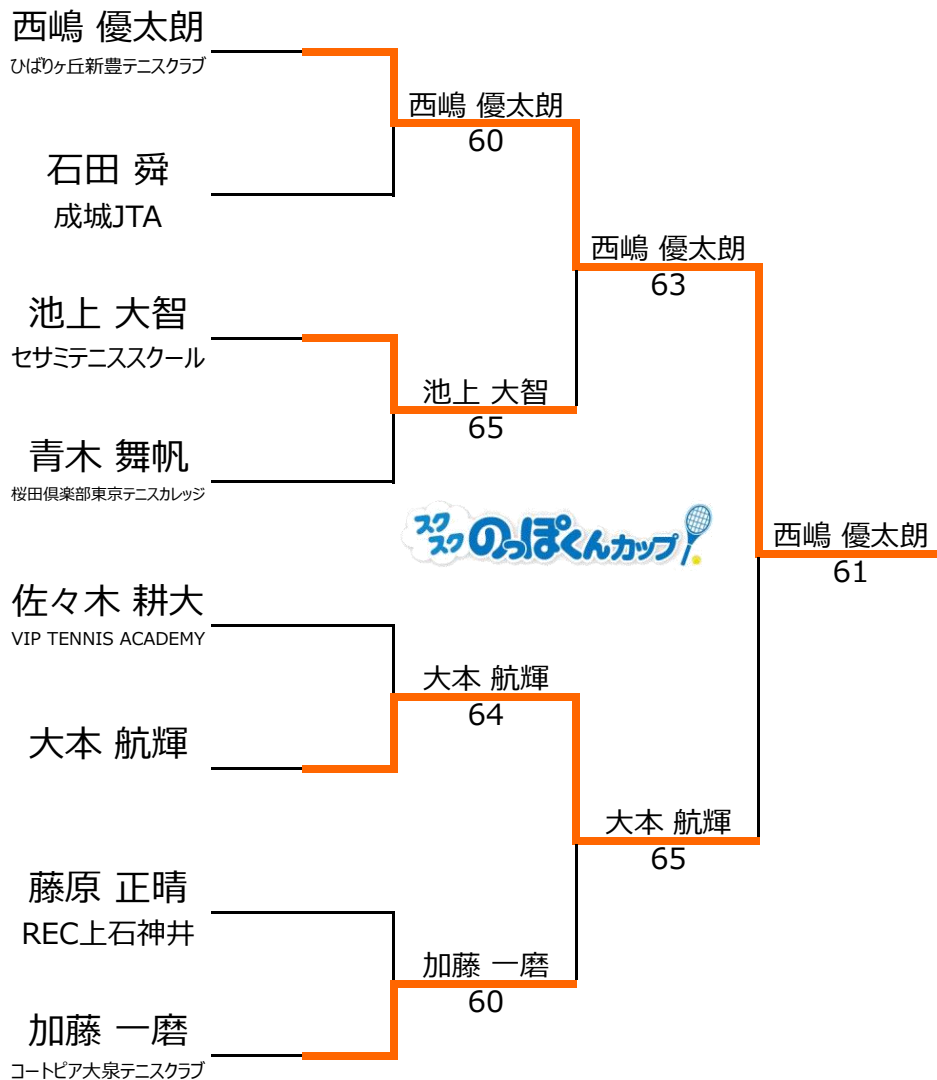 西嶋 優太朗
ひばりヶ丘新豊テニスクラブ
西嶋 優太朗
60
石田 舜
成城JTA
西嶋 優太朗
63
池上 大智
セサミテニススクール
池上 大智
65
青木 舞帆
桜田倶楽部東京テニスカレッジ
スクスクのっぽくんカップ
西嶋 優太朗
61
佐々木 耕大
VIP TENNIS ACADEMY
大本 航輝
64
大本 航輝
大本 航輝
65
藤原 正晴
REC上石神井
加藤 一磨
60
加藤 一磨
コートピア大泉テニスクラブ